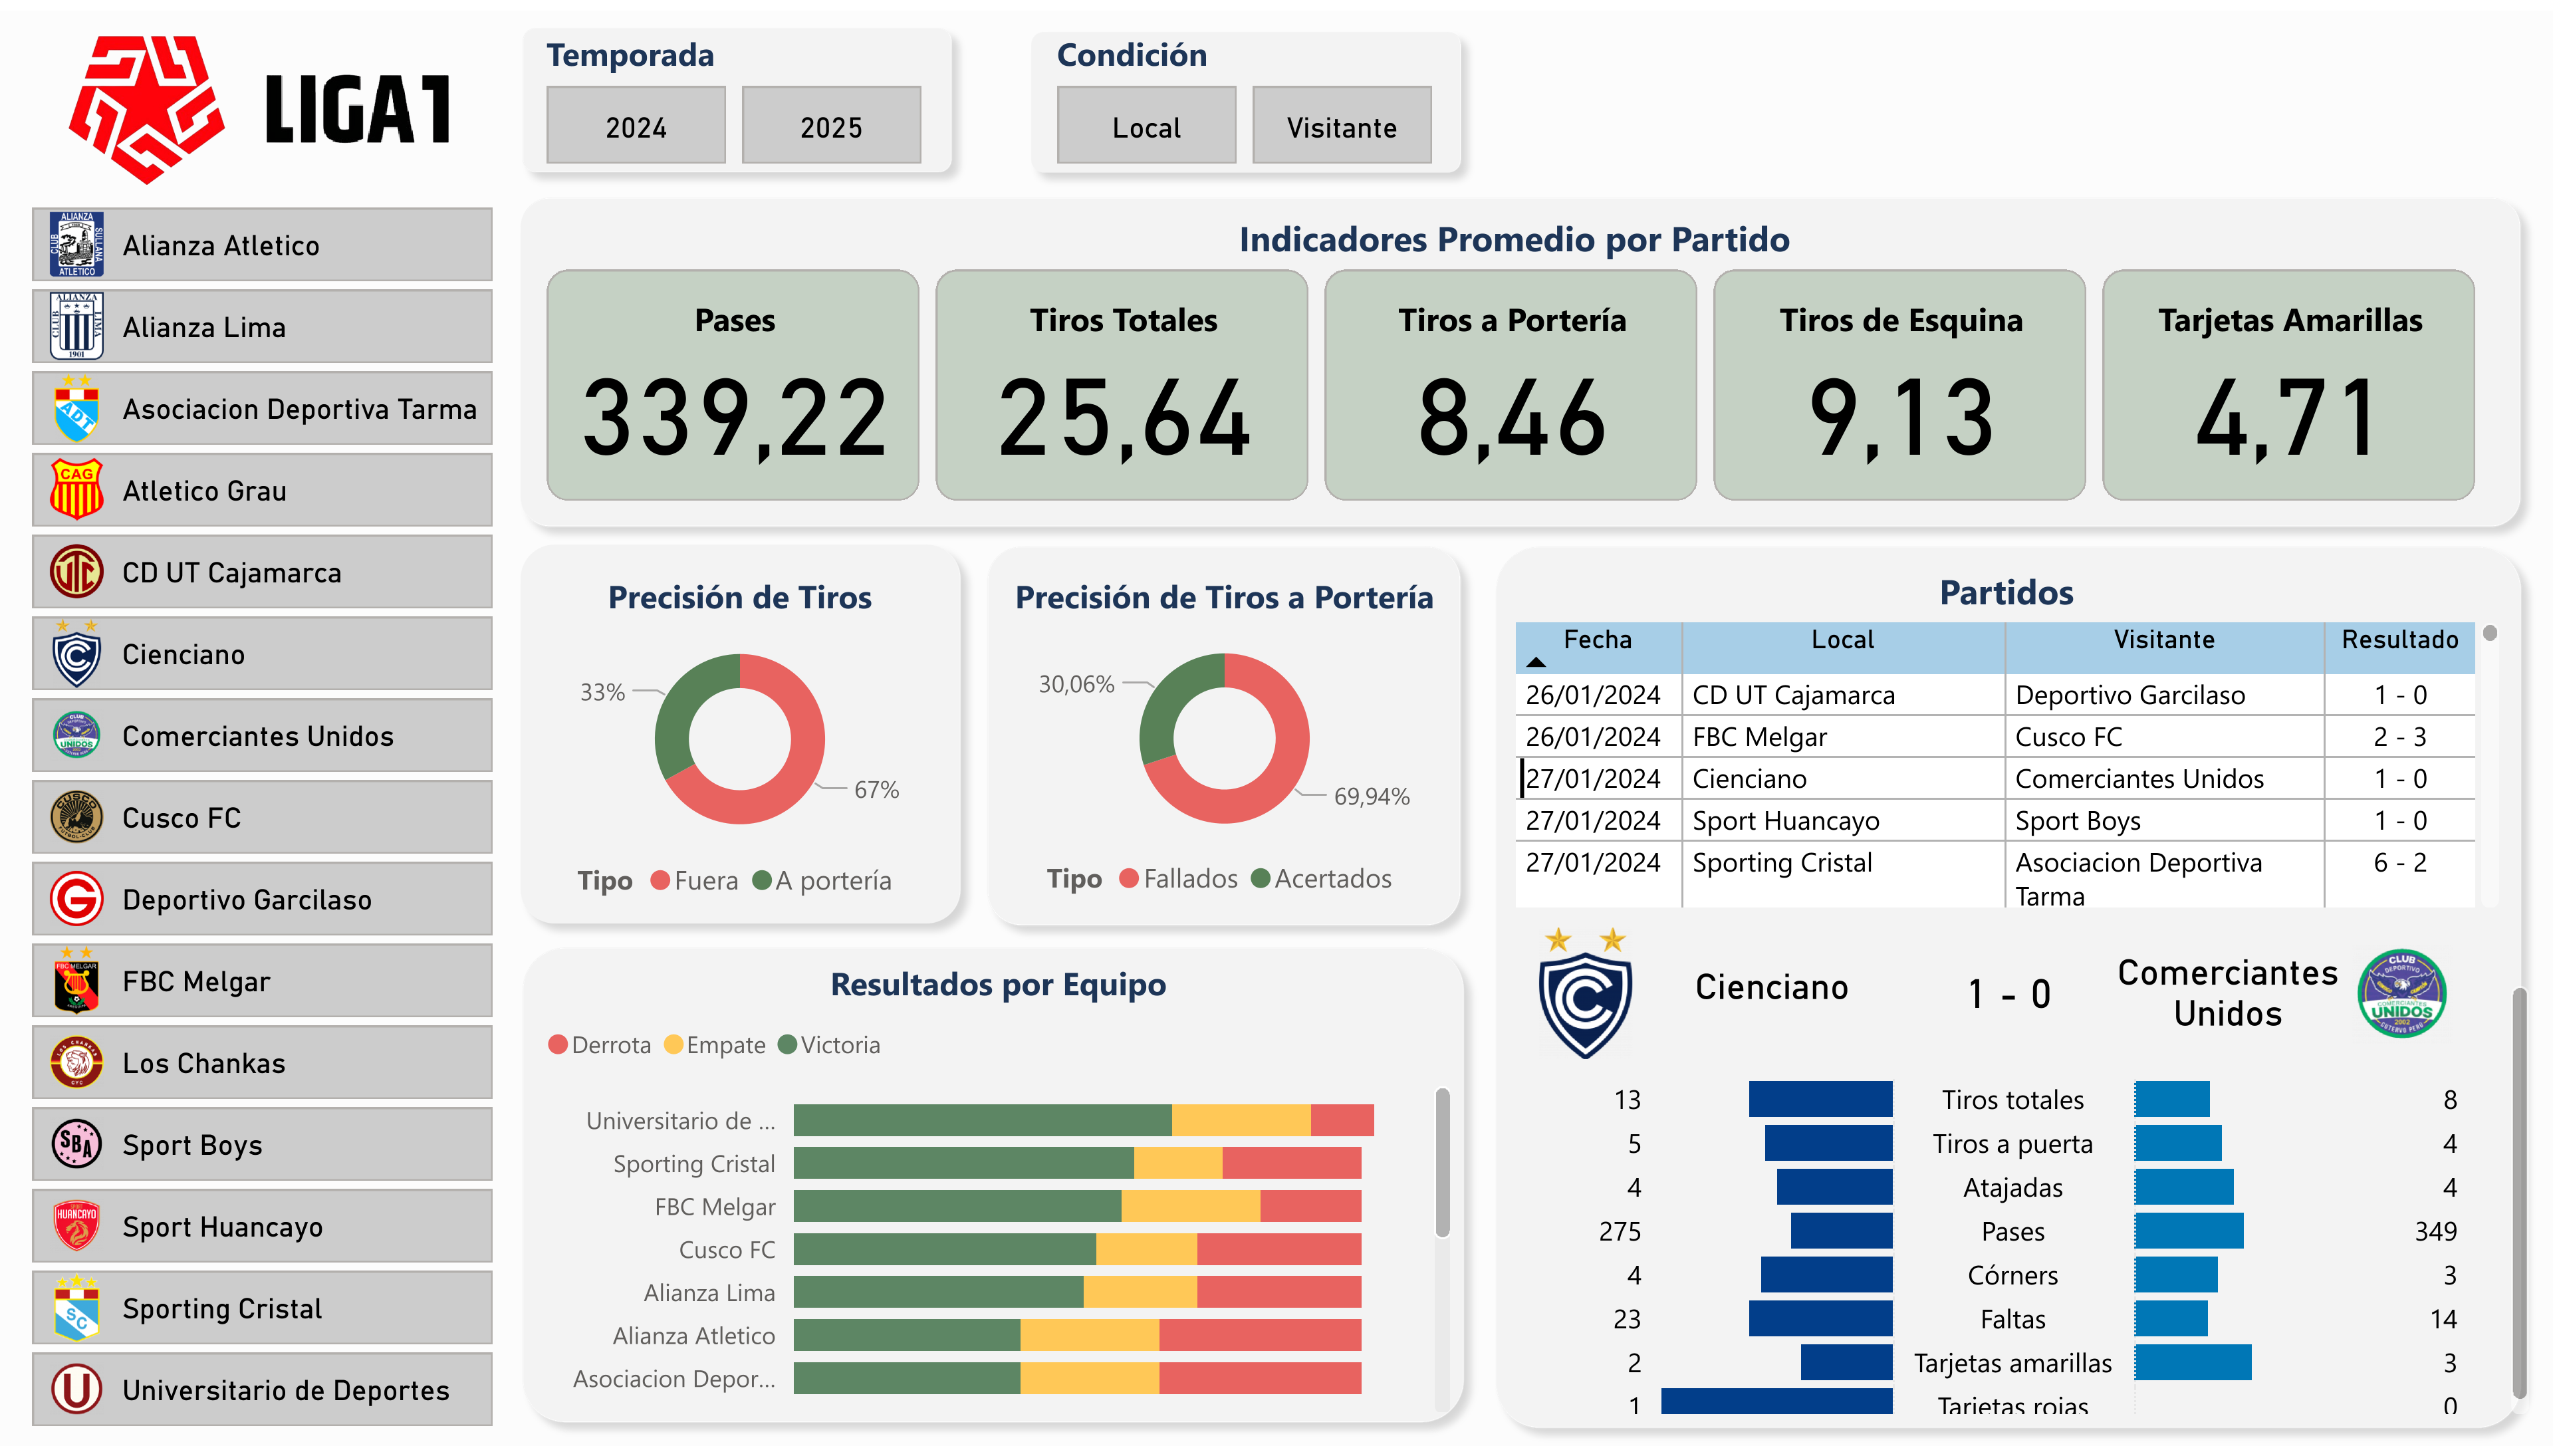 LIGA1
Temporada
2024
2025
Condición
Local
Visitante
Alianza Atletico
Alianza Lima
Asociacion Deportiva Tarma
Atletico Grau
CD UT Cajamarca
Cienciano
Comerciantes Unidos
Cusco FC
Deportivo Garcilaso
FBC Melgar
Los Chankas
Sport Boys
Sport Huancayo
Sporting Cristal
Universitario de Deportes
Indicadores Promedio por Partido
Pases
339,22
Tiros Totales
25,64
Tiros a Portería
8,46
Tiros de Esquina
9,13
Tarjetas Amarillas
4,71
Precisión de Tiros
33%
67%
Tipo Fuera A portería
Precisión de Tiros a Portería
30,06%
69,94%
Tipo Fallados Acertados
Resultados por Equipo
Derrota Empate Victoria
Universitario de ...
Sporting Cristal
FBC Melgar
Cusco FC
Alianza Lima
Alianza Atletico
Asociacion Depor...
Partidos
Fecha Local Visitante Resultado
26/01/2024 CD UT Cajamarca Deportivo Garcilaso 1 - 0
26/01/2024 FBC Melgar Cusco FC 2 - 3
27/01/2024 Cienciano Comerciantes Unidos 1 - 0
27/01/2024 Sport Huancayo Sport Boys 1 - 0
27/01/2024 Sporting Cristal Asociacion Deportiva 6 - 2
Tarma
Cienciano 1 - 0 Comerciantes
Unidos
13 Tiros totales 8
5 Tiros a puerta 4
4 Atajadas 4
275 Pases 349
4 Córners 3
23 Faltas 14
2 Tarjetas amarillas 3
1 Tarjetas rojas 0